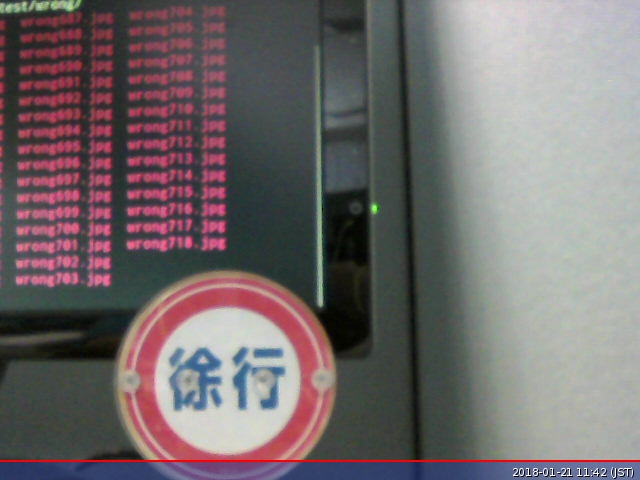 test/wrong/
wrong687.jpg wrong704.jpg
wrong688.jpg wrong705.jpg
wrong689.jpg wrong706.jpg
wrong690.jpg wrong707.jpg
wrong691.jpg wrong708.jpg
wrong692.jpg wrong709.jpg
wrong693.jpg wrong710.jpg
wrong694.jpg wrong711.jpg
wrong695.jpg wrong712.jpg
wrong696.jpg wrong713.jpg
wrong697.jpg wrong714.jpg
wrong698.jpg wrong715.jpg
wrong699.jpg wrong716.jpg
wrong700.jpg wrong717.jpg
wrong701.jpg wrong718.jpg
wrong702.jpg
wrong703.jpg
徐行
2018-01-21 11:42 (JST)